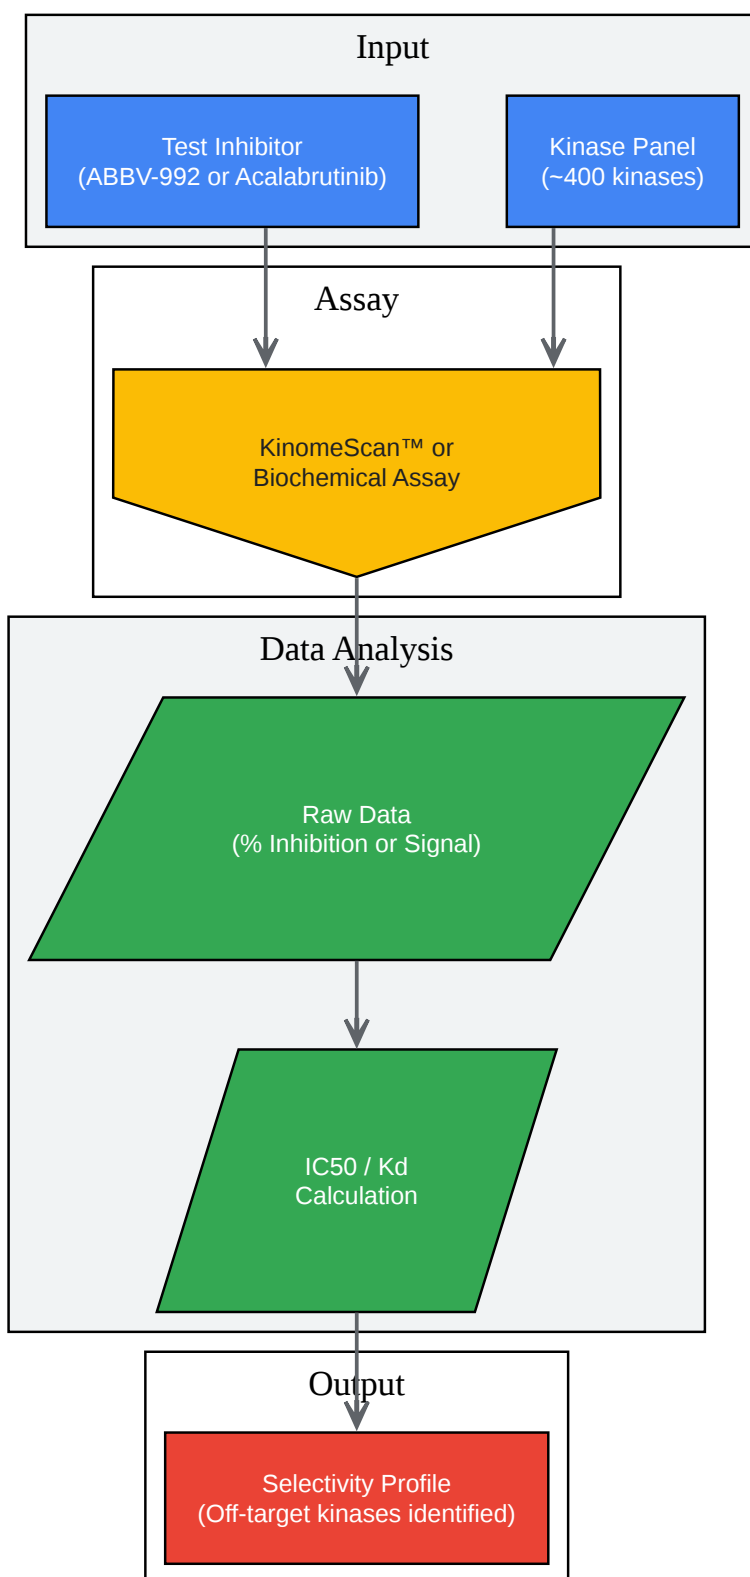 Input
Test Inhibitor
(ABBV-992 or Acalabrutinib)
Kinase Panel
(~400 kinases)
Assay
KinomeScan™ or
Biochemical Assay
Data Analysis
Raw Data
(% Inhibition or Signal)
IC50 / Kd
Calculation
Output
Selectivity Profile
(Off-target kinases identified)